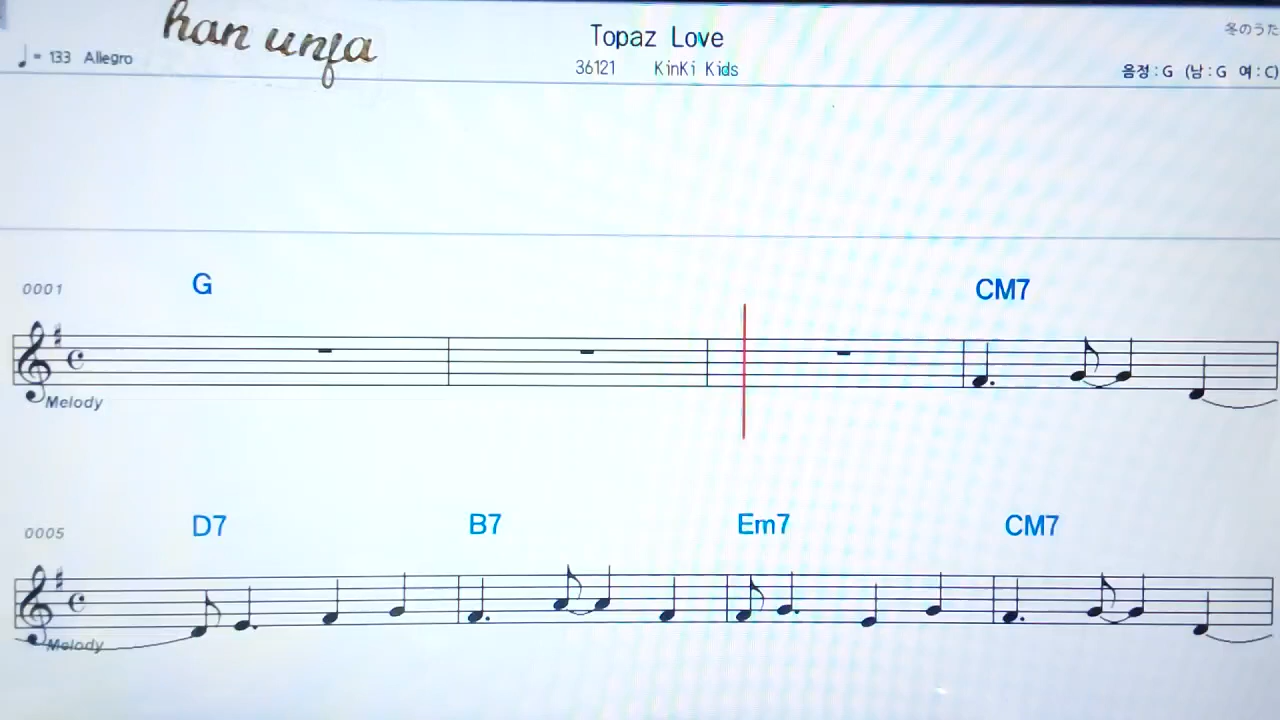 han unfa
Topaz Love
冬のうた
♩= 133 Allegro
36121 KinKi Kids
음정 : G (남 : G 여 : C)
0001
G
CM7
Melody
0005
D7
B7
Em7
CM7
Melody